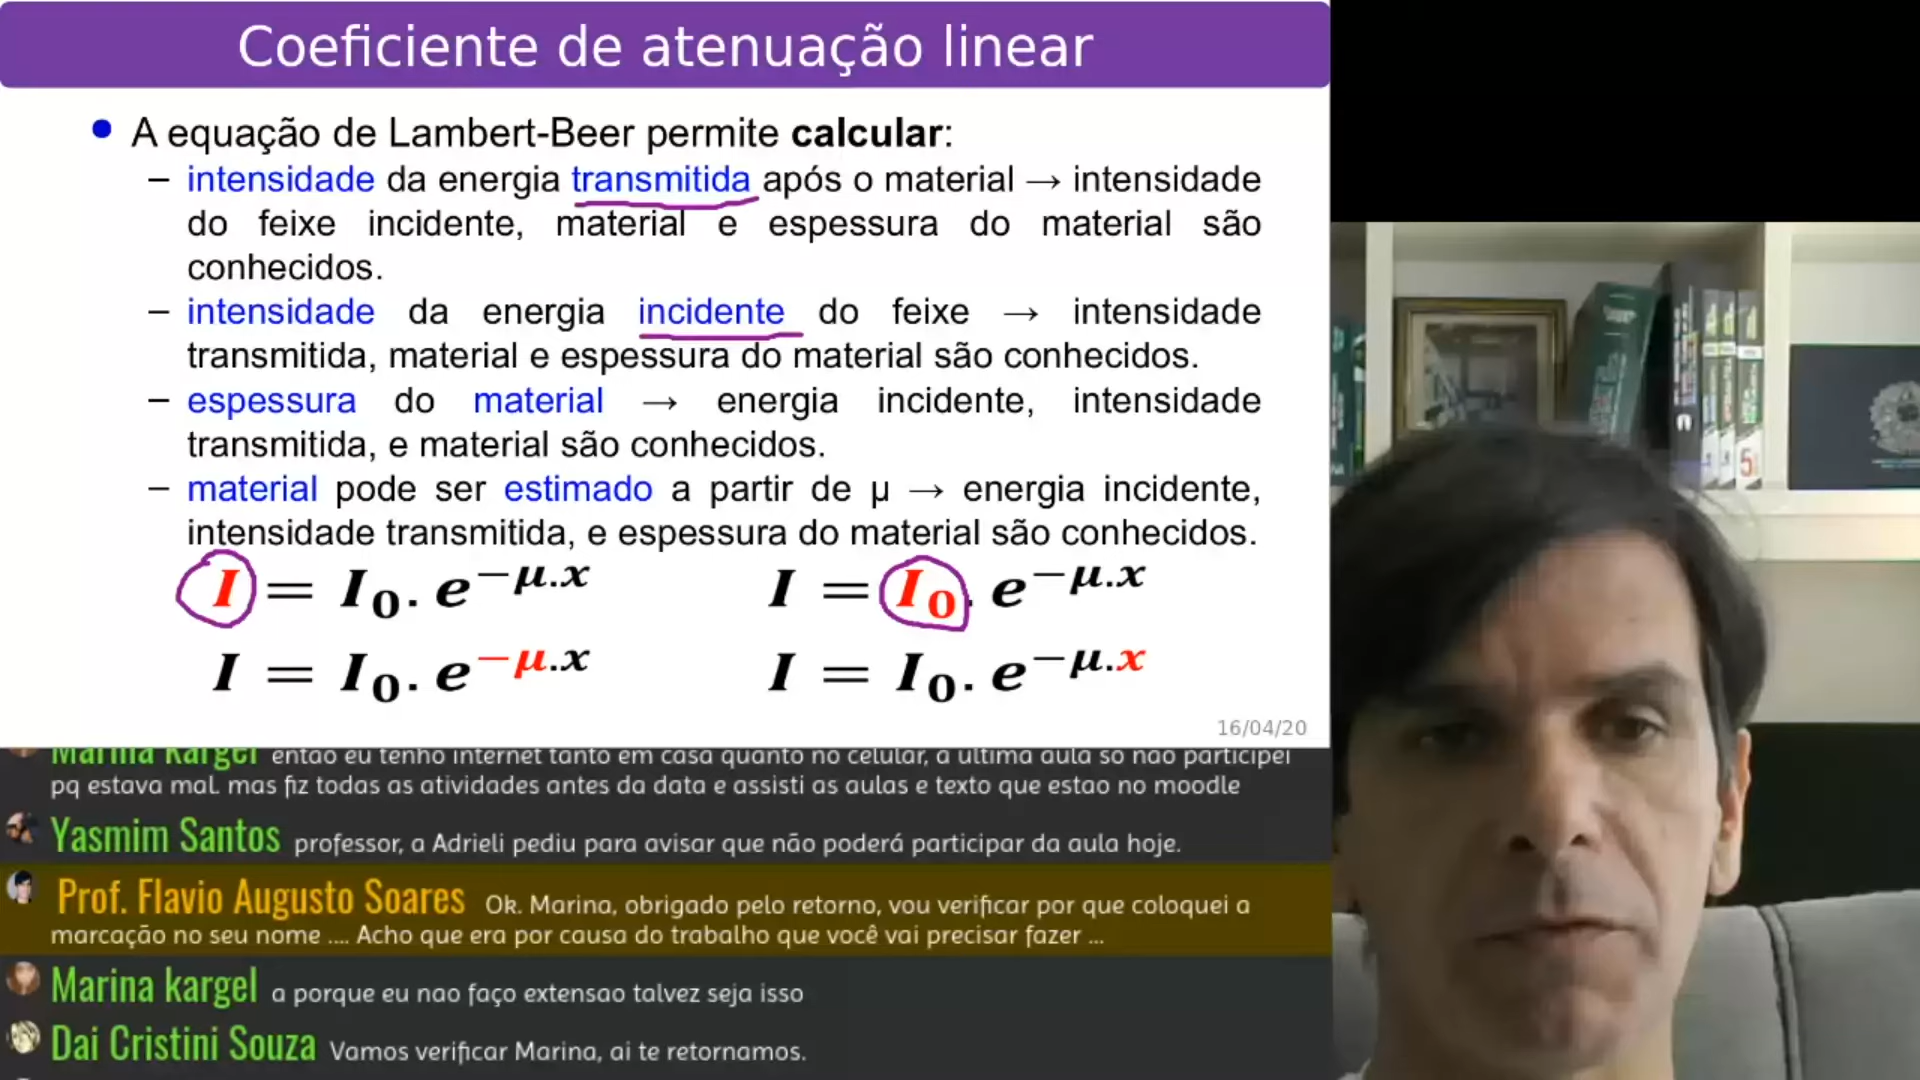 Coeficiente de atenuação linear
• A equação de Lambert-Beer permite calcular:
– intensidade da energia transmitida após o material → intensidade
do feixe incidente, material e espessura do material são
conhecidos.
– intensidade da energia incidente do feixe → intensidade
transmitida, material e espessura do material são conhecidos.
– espessura do material → energia incidente, intensidade
transmitida, e material são conhecidos.
– material pode ser estimado a partir de μ → energia incidente,
intensidade transmitida, e espessura do material são conhecidos.
I = I₀. e^−μ.x
I = I₀. e^−μ.x
I = I₀. e^−μ.x
I = I₀. e^−μ.x
16/04/20
Marina kargel entao eu tenho internet tanto em casa quanto no celular, a ultima aula so nao participei
pq estava mal. mas fiz todas as atividades antes da data e assisti as aulas e texto que estao no moodle
Yasmim Santos professor, a Adrieli pediu para avisar que não poderá participar da aula hoje.
Prof. Flavio Augusto Soares Ok. Marina, obrigado pelo retorno, vou verificar por que coloquei a
marcação no seu nome .... Acho que era por causa do trabalho que você vai precisar fazer ...
Marina kargel a porque eu nao faço extensao talvez seja isso
Dai Cristini Souza Vamos verificar Marina, ai te retornamos.
5